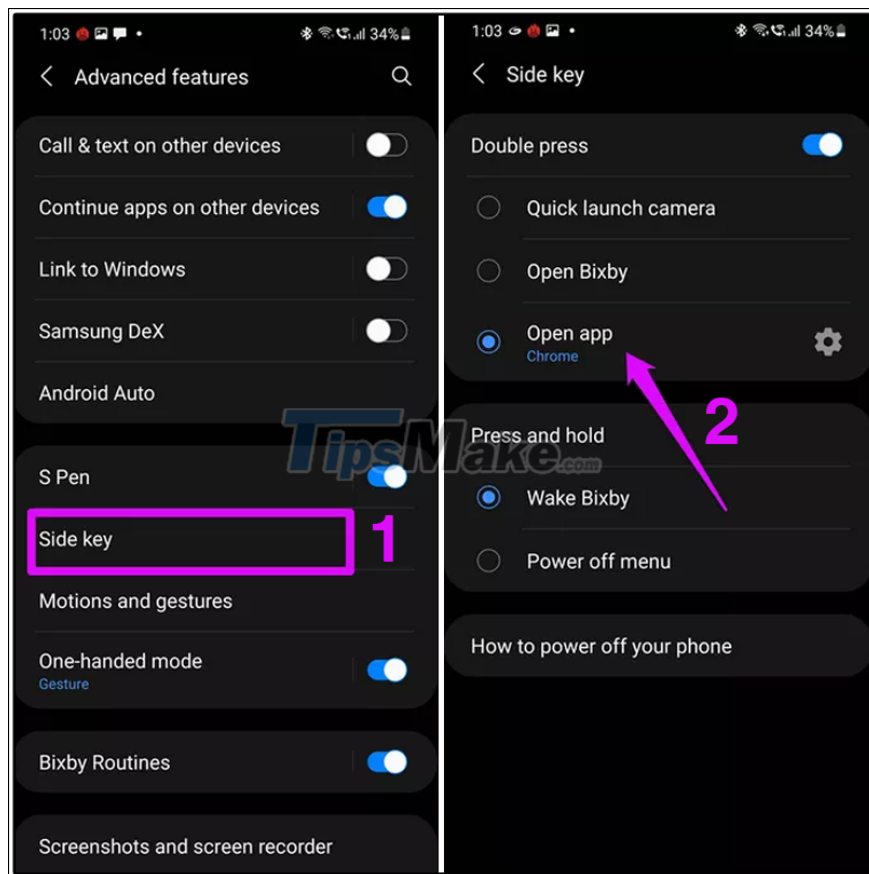 1:03
34%
Advanced features
Call & text on other devices
Continue apps on other devices
Link to Windows
Samsung DeX
Android Auto
S Pen
Side key
1
Motions and gestures
One-handed mode
Gesture
Bixby Routines
Screenshots and screen recorder
1:03
34%
Side key
Double press
Quick launch camera
Open Bixby
Open app
Chrome
2
Press and hold
Wake Bixby
Power off menu
How to power off your phone
TipsMake.com